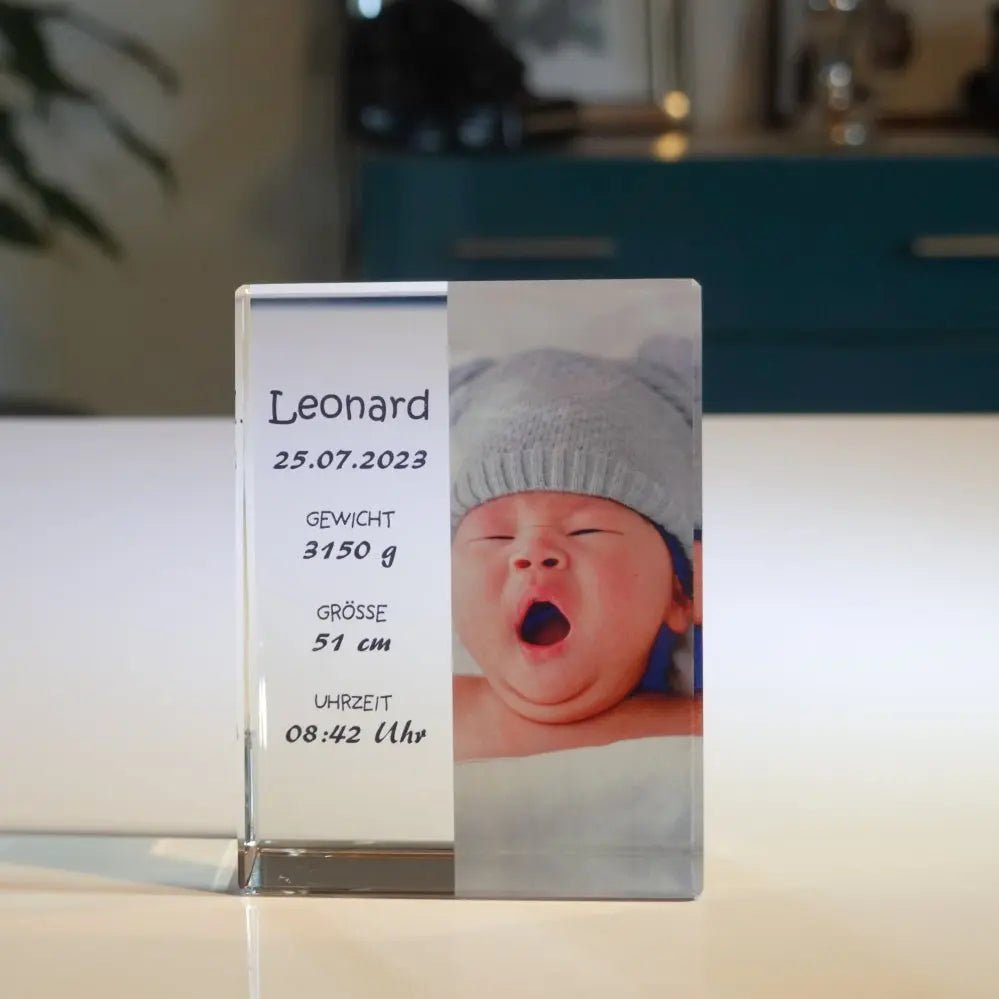 Leonard
25.07.2023
GEWICHT
3150 g
GRÖSSE
51 cm
UHRZEIT
08:42 Uhr